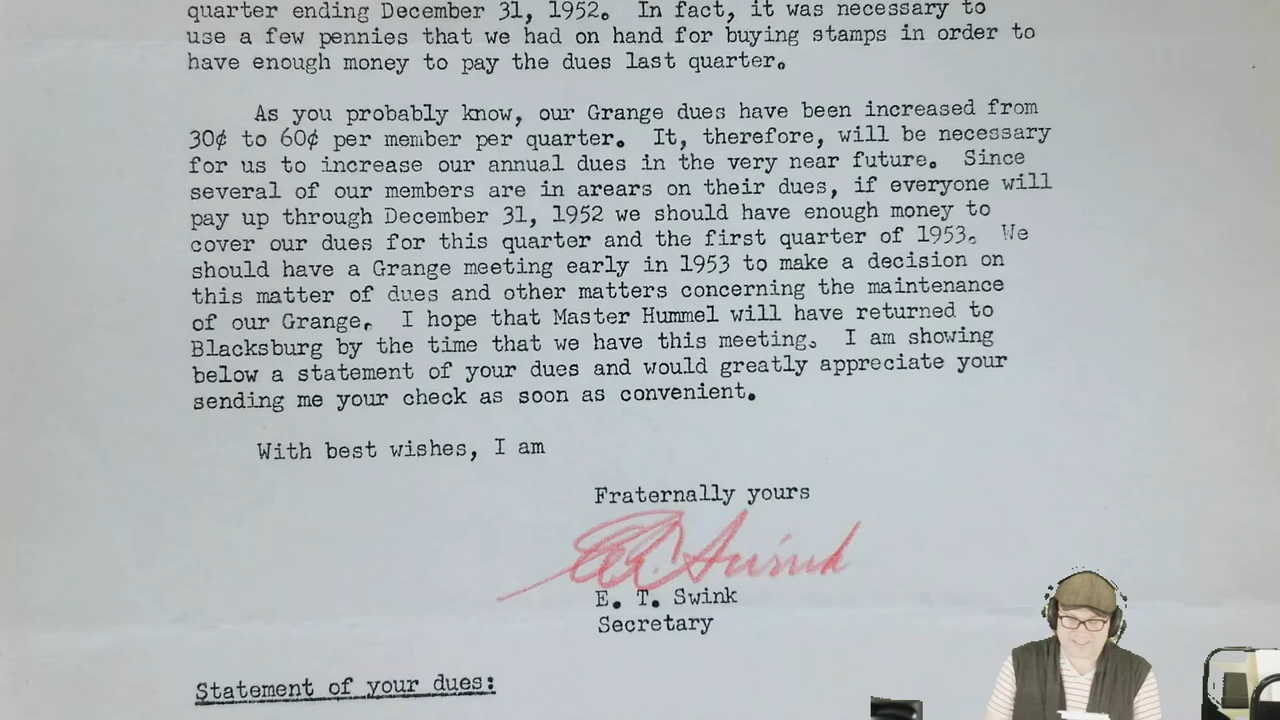 quarter ending December 31, 1952. In fact, it was necessary to
use a few pennies that we had on hand for buying stamps in order to
have enough money to pay the dues last quarter.
As you probably know, our Grange dues have been increased from
30¢ to 60¢ per member per quarter. It, therefore, will be necessary
for us to increase our annual dues in the very near future. Since
several of our members are in arears on their dues, if everyone will
pay up through December 31, 1952 we should have enough money to
cover our dues for this quarter and the first quarter of 1953. We
should have a Grange meeting early in 1953 to make a decision on
this matter of dues and other matters concerning the maintenance
of our Grange. I hope that Master Hummel will have returned to
Blacksburg by the time that we have this meeting. I am showing
below a statement of your dues and would greatly appreciate your
sending me your check as soon as convenient.
With best wishes, I am
Fraternally yours
E. T. Swink
E. T. Swink
Secretary
Statement of your dues: